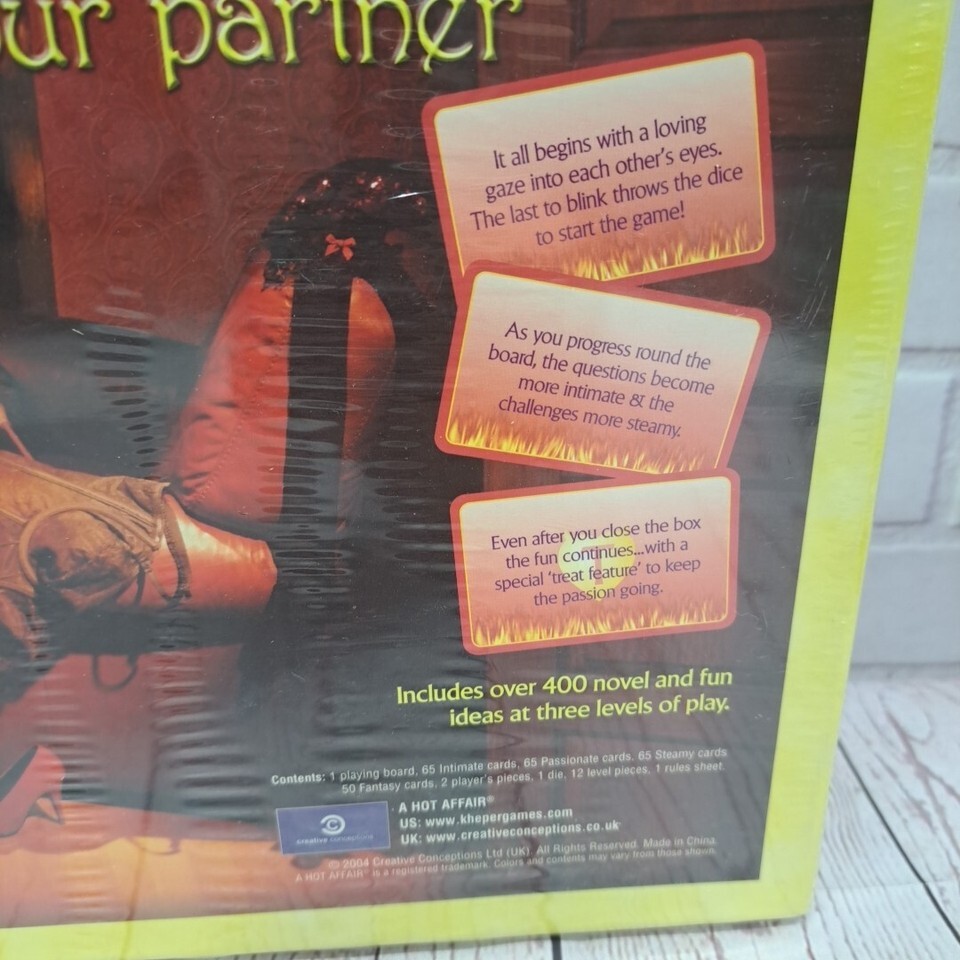 our partner
It all begins with a loving
gaze into each other's eyes.
The last to blink throws the dice
to start the game!
As you progress round the
board, the questions become
more intimate & the
challenges more steamy.
Even after you close the box
the fun continues...with a
special 'treat feature' to keep
the passion going.
Includes over 400 novel and fun
ideas at three levels of play.
Contents: 1 playing board, 65 Intimate cards, 65 Passionate cards, 65 Steamy cards
50 Fantasy cards, 2 player's pieces, 1 die, 12 level pieces, 1 rules sheet.
creative conceptions
A HOT AFFAIR®
US: www.khepergames.com
UK: www.creativeconceptions.co.uk
© 2004 Creative Conceptions Ltd (UK). All Rights Reserved. Made in China.
A HOT AFFAIR® is a registered trademark. Colors and contents may vary from those shown.